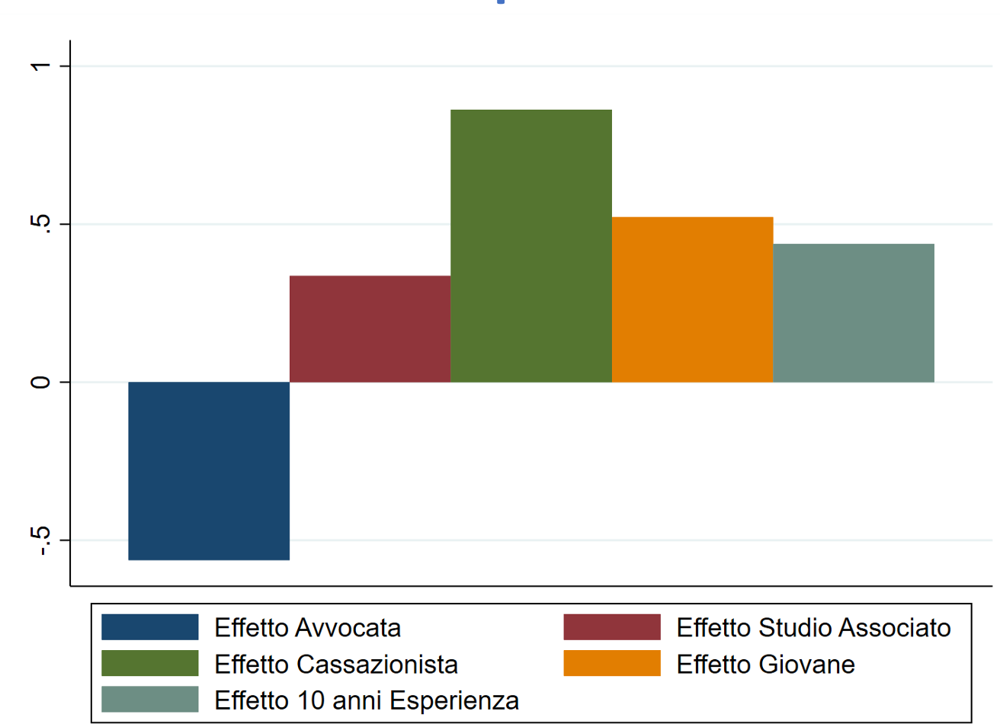 1
.5
0
-.5
Effetto Avvocata
Effetto Studio Associato
Effetto Cassazionista
Effetto Giovane
Effetto 10 anni Esperienza